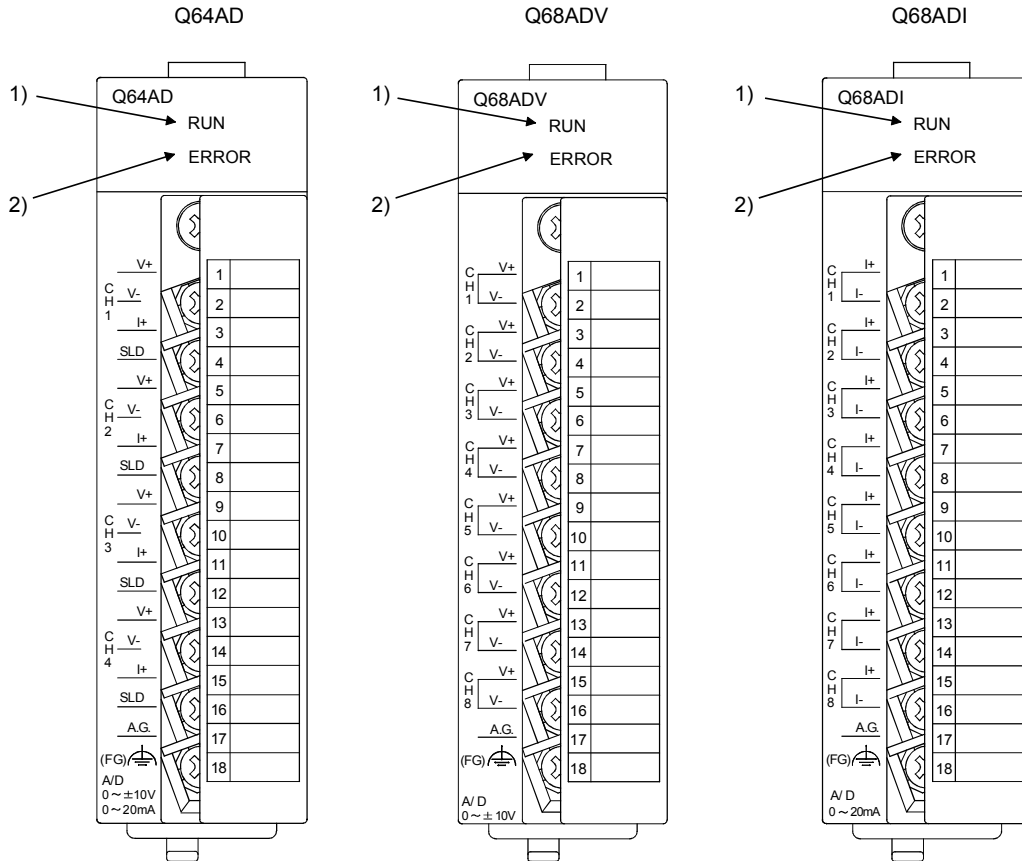 Q64AD
1)
2)
Q64AD
RUN
ERROR
CH1
V+
V-
I+
SLD
CH2
V+
V-
I+
SLD
CH3
V+
V-
I+
SLD
CH4
V+
V-
I+
SLD
A.G.
(FG)
A/D
0~±10V
0~20mA
1
2
3
4
5
6
7
8
9
10
11
12
13
14
15
16
17
18
Q68ADV
1)
2)
Q68ADV
RUN
ERROR
CH1
V+
V-
CH2
V+
V-
CH3
V+
V-
CH4
V+
V-
CH5
V+
V-
CH6
V+
V-
CH7
V+
V-
CH8
V+
V-
A.G.
(FG)
A/D
0~±10V
1
2
3
4
5
6
7
8
9
10
11
12
13
14
15
16
17
18
Q68ADI
1)
2)
Q68ADI
RUN
ERROR
CH1
I+
I-
CH2
I+
I-
CH3
I+
I-
CH4
I+
I-
CH5
I+
I-
CH6
I+
I-
CH7
I+
I-
CH8
I+
I-
A.G.
(FG)
A/D
0~20mA
1
2
3
4
5
6
7
8
9
10
11
12
13
14
15
16
17
18